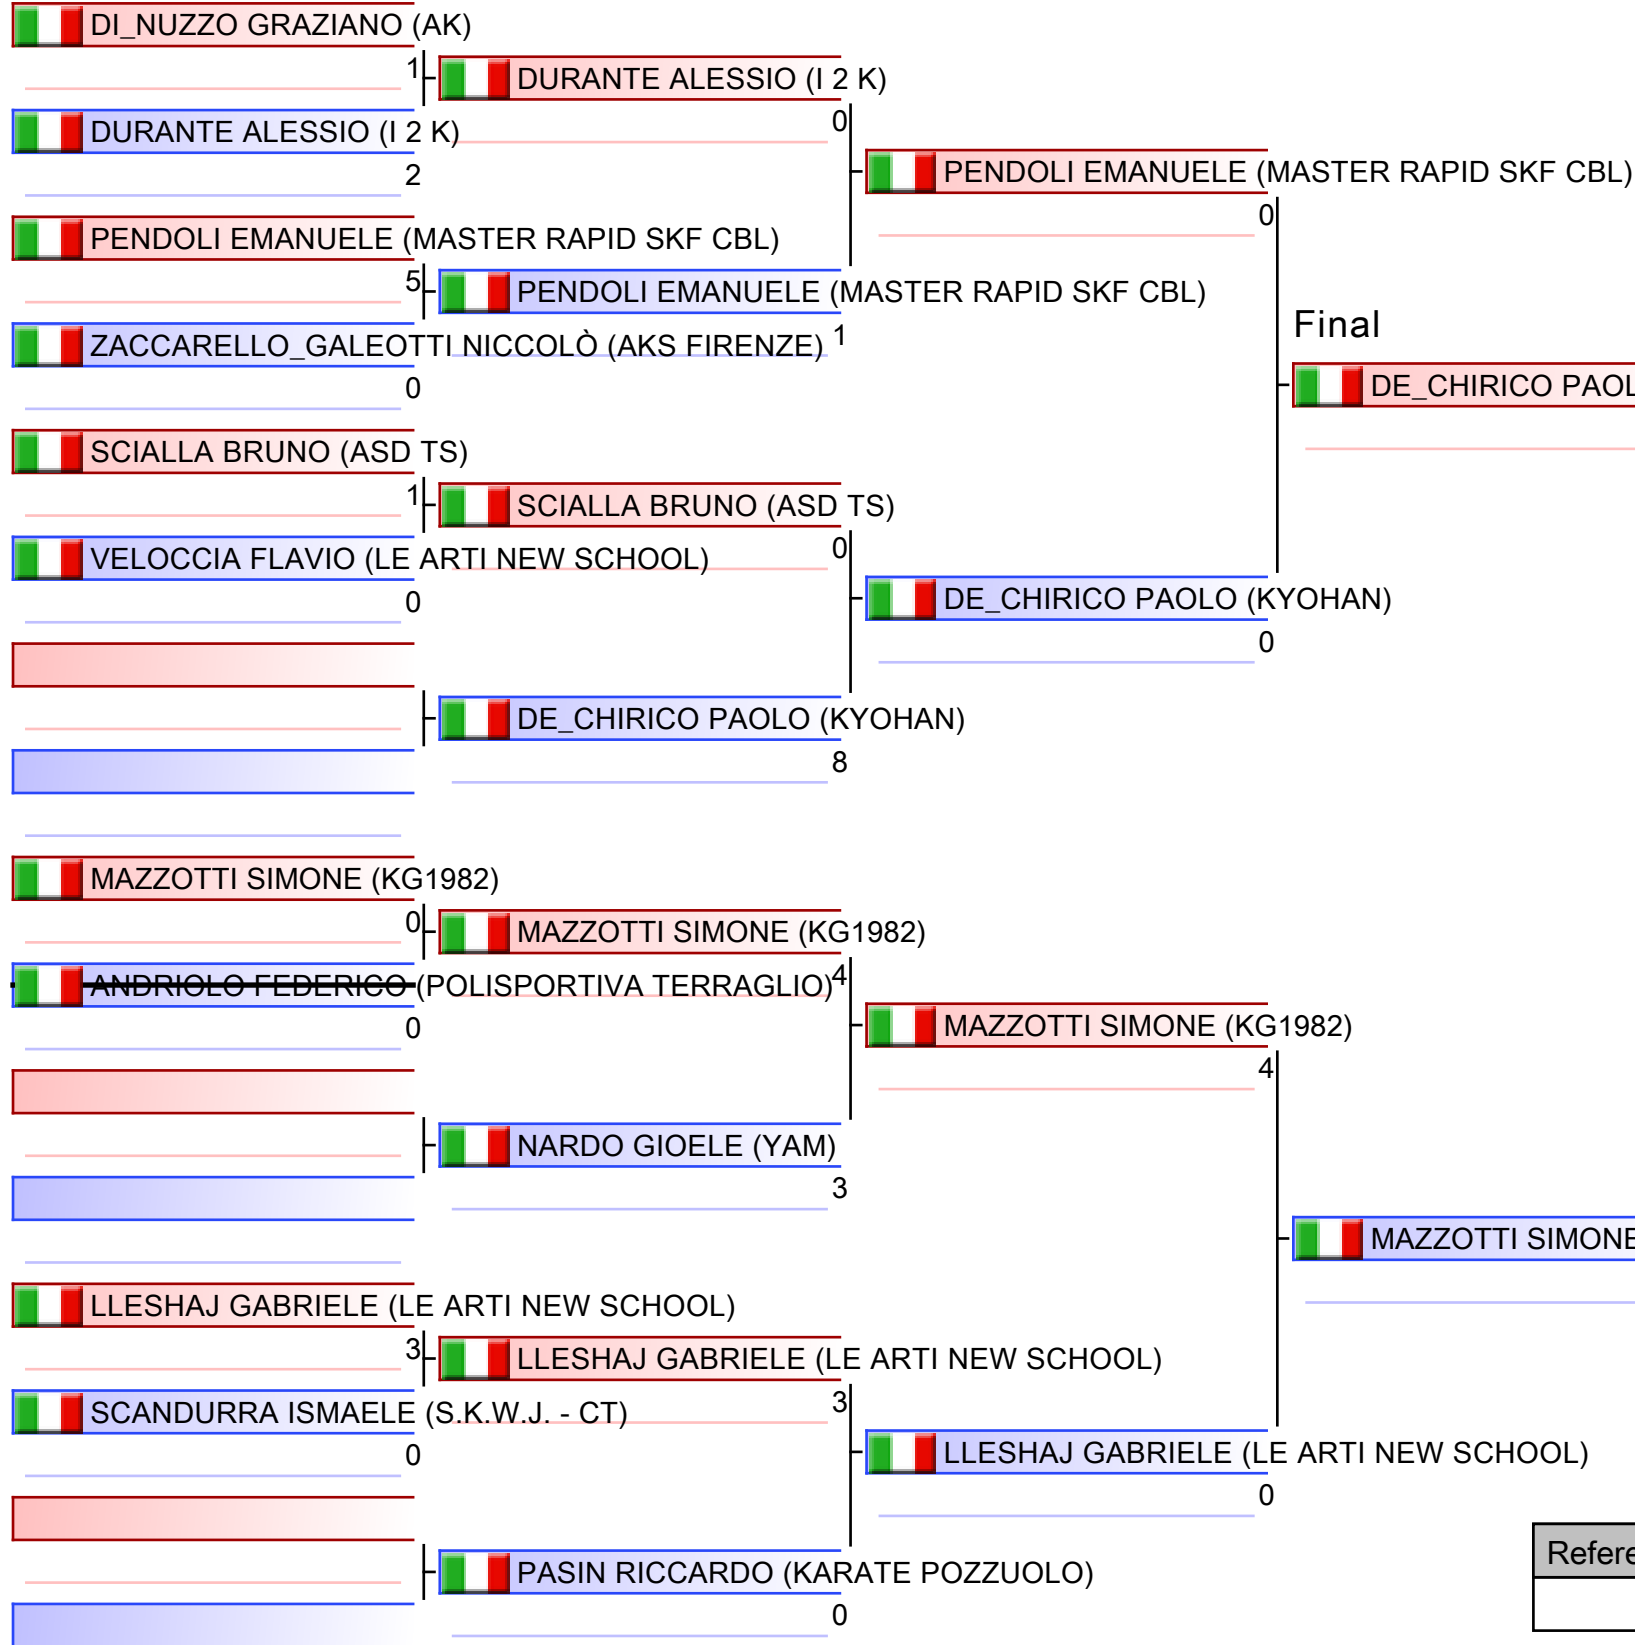 DI_NUZZO GRAZIANO (AK)
1
DURANTE ALESSIO (I 2 K)
2
PENDOLI EMANUELE (MASTER RAPID SKF CBL)
5
ZACCARELLO_GALEOTTI NICCOLÒ (AKS FIRENZE)
0
SCIALLA BRUNO (ASD TS)
1
VELOCCIA FLAVIO (LE ARTI NEW SCHOOL)
0
MAZZOTTI SIMONE (KG1982)
0
ANDRIOLO FEDERICO (POLISPORTIVA TERRAGLIO)
0
LLESHAJ GABRIELE (LE ARTI NEW SCHOOL)
3
SCANDURRA ISMAELE (S.K.W.J. - CT)
0
DURANTE ALESSIO (I 2 K)
0
PENDOLI EMANUELE (MASTER RAPID SKF CBL)
1
SCIALLA BRUNO (ASD TS)
0
DE_CHIRICO PAOLO (KYOHAN)
8
MAZZOTTI SIMONE (KG1982)
4
NARDO GIOELE (YAM)
3
LLESHAJ GABRIELE (LE ARTI NEW SCHOOL)
3
PASIN RICCARDO (KARATE POZZUOLO)
0
PENDOLI EMANUELE (MASTER RAPID SKF CBL)
0
DE_CHIRICO PAOLO (KYOHAN)
0
MAZZOTTI SIMONE (KG1982)
4
LLESHAJ GABRIELE (LE ARTI NEW SCHOOL)
0
Final
DE_CHIRICO PAOL
MAZZOTTI SIMONE
Refere